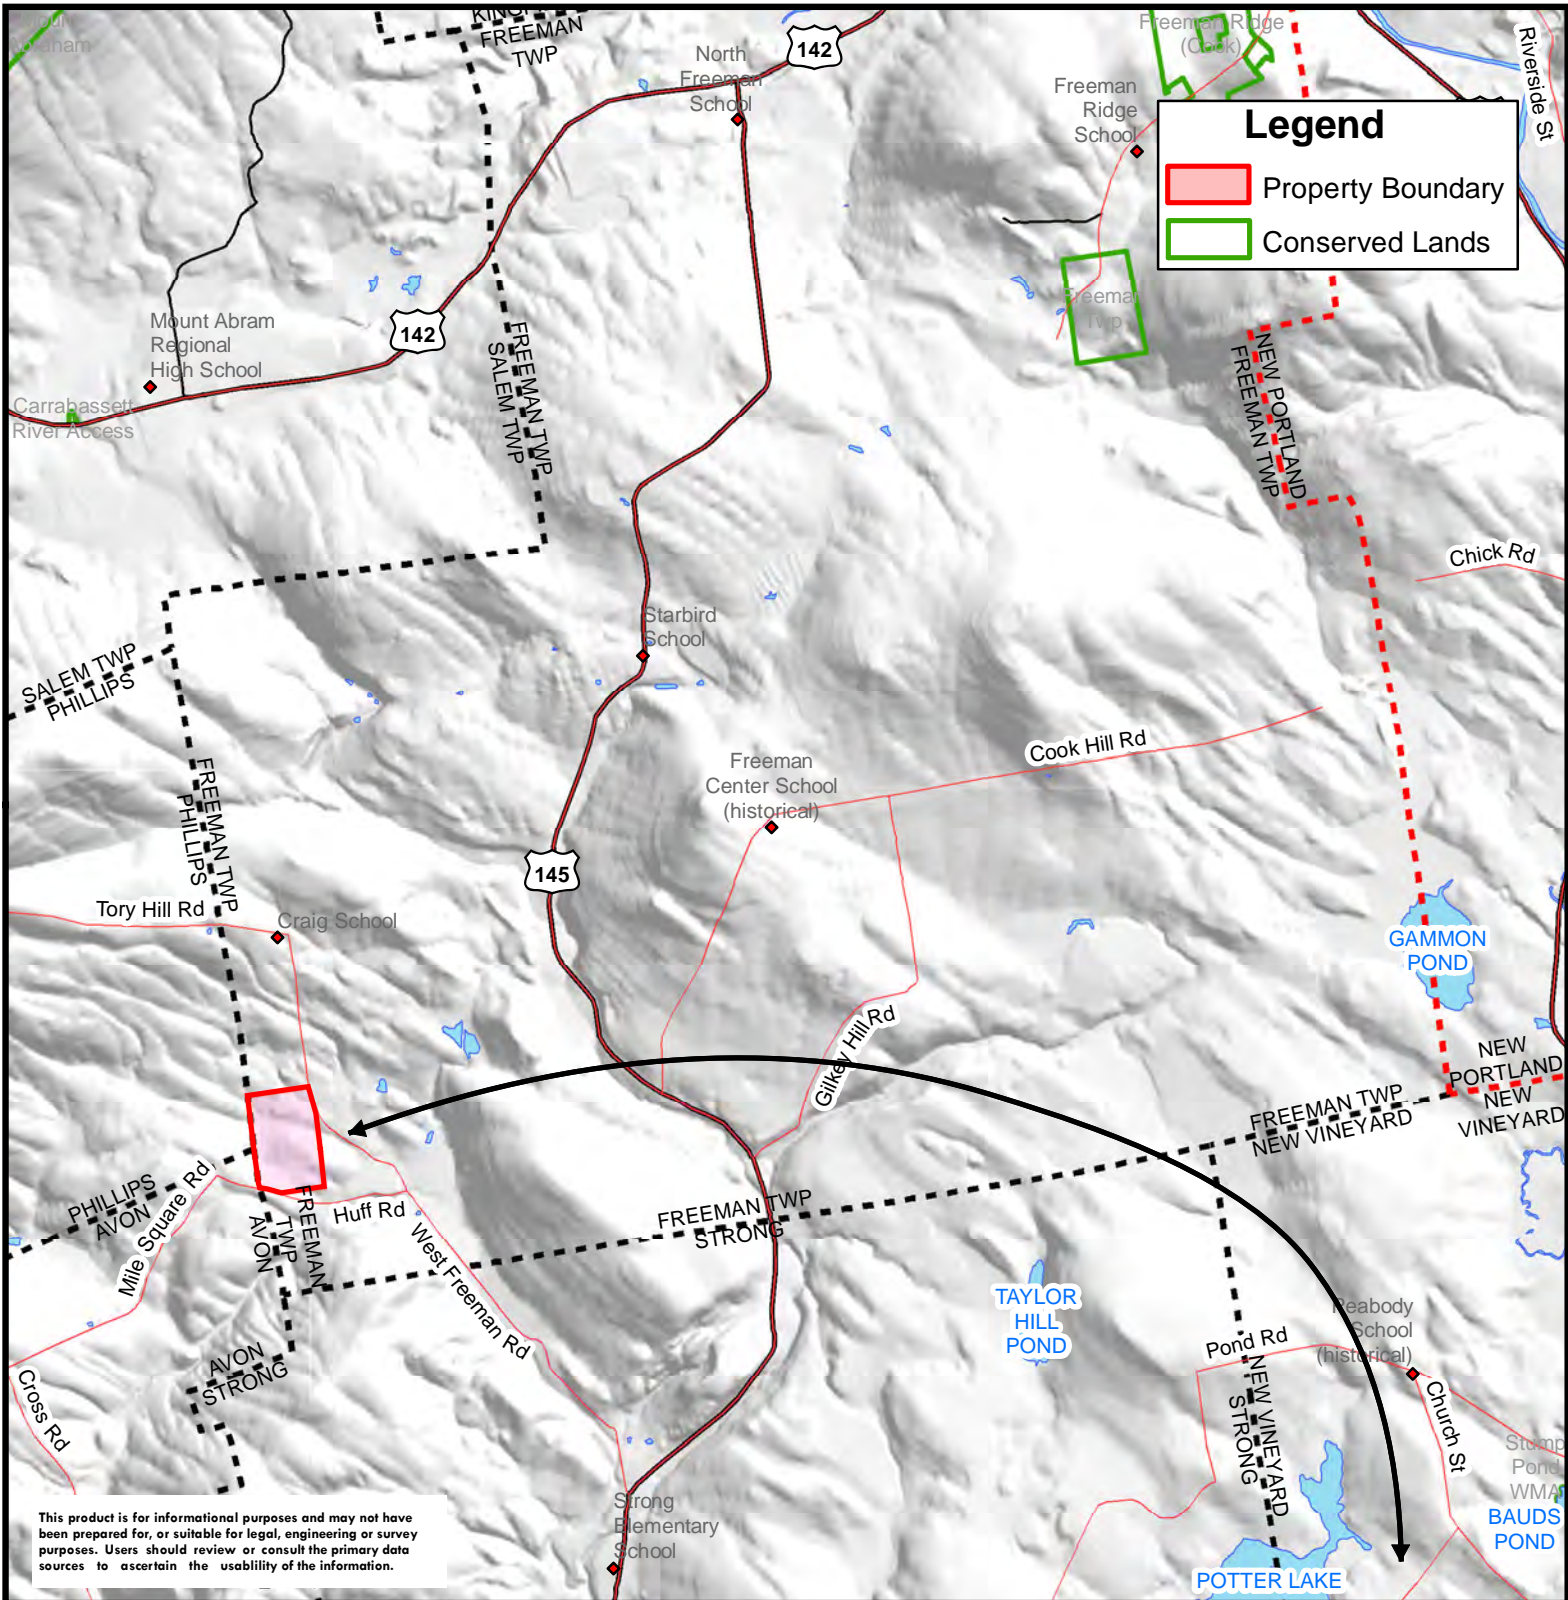 KINGFI
FREEMAN
TWP
North
Freeman
School
142
Freeman Ridge
(Cook)
Riverside St
Freeman
Ridge
School
Legend
Property Boundary
Conserved Lands
Freeman
Twp
142
Mount Abram
Regional
High School
Carrabassett
River Access
FREEMAN TWP
SALEM TWP
NEW PORTLAND
FREEMAN TWP
Chick Rd
Starbird
School
SALEM TWP
PHILLIPS
Cook Hill Rd
Freeman
Center School
(historical)
FREEMAN TWP
PHILLIPS
145
Tory Hill Rd
Craig School
GAMMON
POND
Gilkey Hill Rd
NEW
PORTLAND
NEW
VINEYARD
FREEMAN TWP
NEW VINEYARD
PHILLIPS
AVON
Mile Square Rd
Huff Rd
FREEMAN
TWP
AVON
West Freeman Rd
FREEMAN TWP
STRONG
TAYLOR
HILL
POND
Peabody
School
(historical)
Pond Rd
AVON
STRONG
Cross Rd
NEW VINEYARD
STRONG
Church St
Stump
Pond
WMA
BAUDS
POND
Strong
Elementary
School
POTTER LAKE
This product is for informational purposes and may not have
been prepared for, or suitable for legal, engineering or survey
purposes. Users should review or consult the primary data
sources to ascertain the usablility of the information.